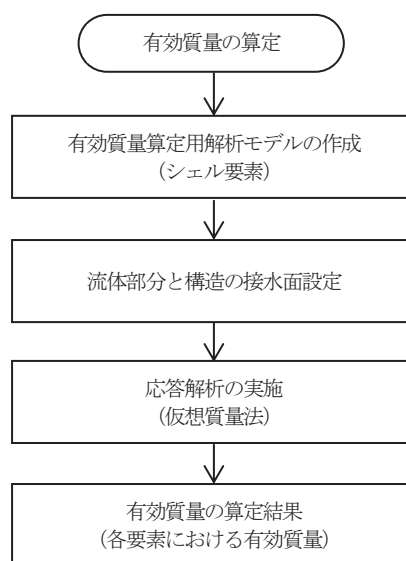 有効質量の算定
有効質量算定用解析モデルの作成
（シェル要素）
流体部分と構造の接水面設定
応答解析の実施
（仮想質量法）
有効質量の算定結果
（各要素における有効質量）